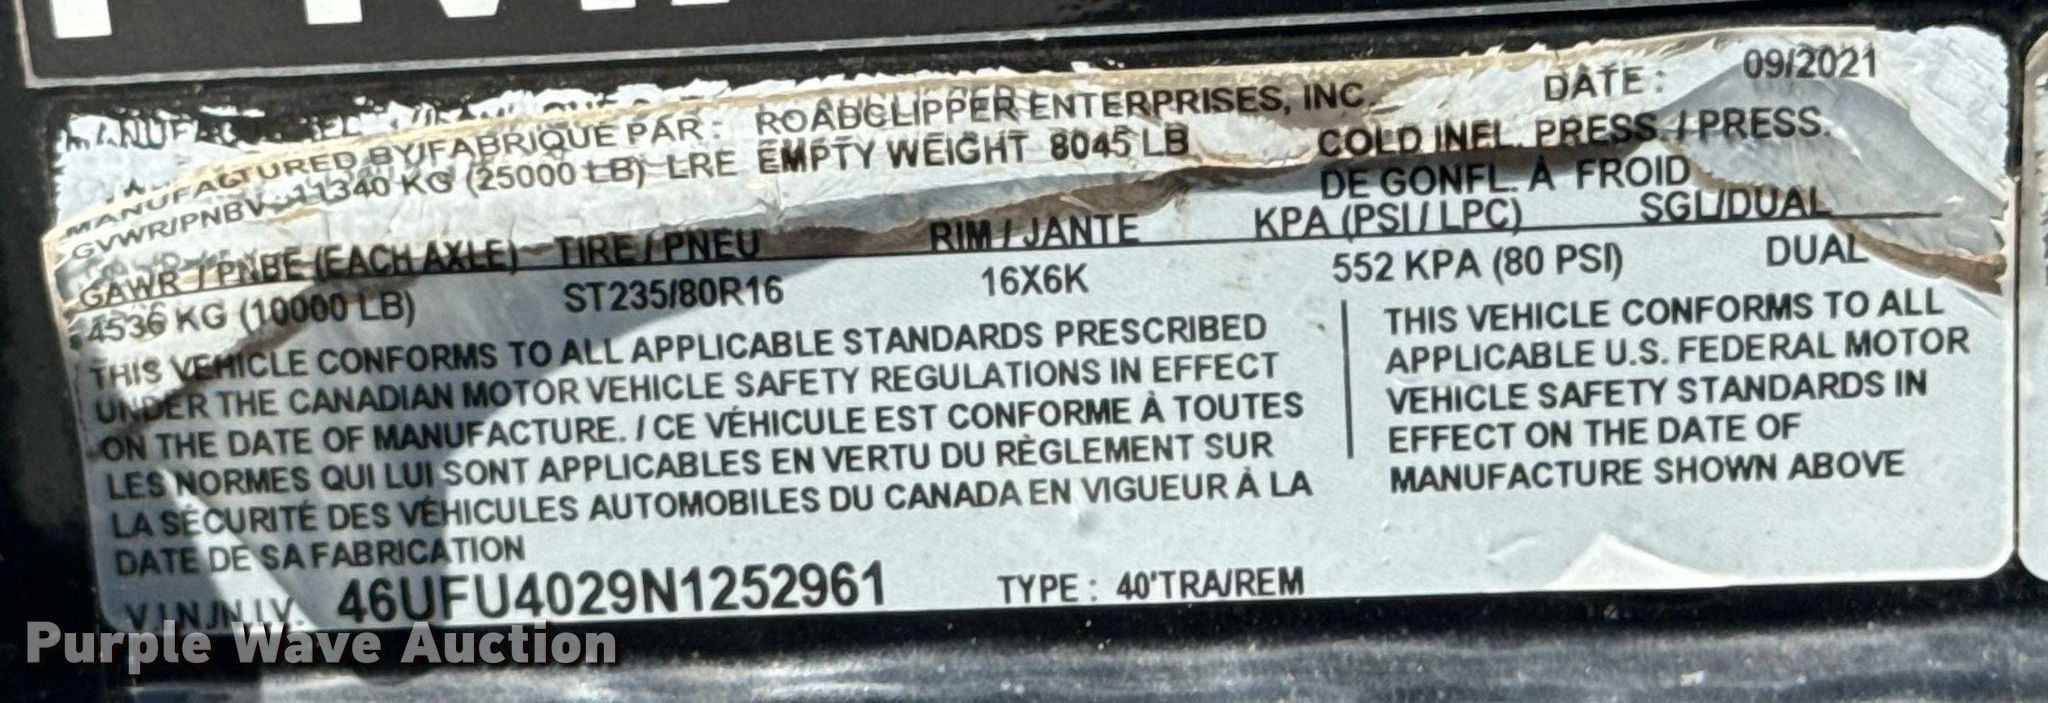 MANUFACTURED BY/FABRIQUE PAR: ROADCLIPPER ENTERPRISES, INC. DATE: 09/2021
GVWR/PNBV 11340 KG (25000 LB) LRE EMPTY WEIGHT 8045 LB COLD INFL. PRESS. / PRESS.
DE GONFL. À FROID
GAWR / PNBE (EACH AXLE) TIRE / PNEU RIM / JANTE KPA (PSI / LPC) SGL/DUAL
4536 KG (10000 LB) ST235/80R16 16X6K 552 KPA (80 PSI) DUAL
THIS VEHICLE CONFORMS TO ALL APPLICABLE STANDARDS PRESCRIBED
UNDER THE CANADIAN MOTOR VEHICLE SAFETY REGULATIONS IN EFFECT
ON THE DATE OF MANUFACTURE. / CE VÉHICULE EST CONFORME À TOUTES
LES NORMES QUI LUI SONT APPLICABLES EN VERTU DU RÈGLEMENT SUR
LA SÉCURITÉ DES VÉHICULES AUTOMOBILES DU CANADA EN VIGUEUR À LA
DATE DE SA FABRICATION
THIS VEHICLE CONFORMS TO ALL
APPLICABLE U.S. FEDERAL MOTOR
VEHICLE SAFETY STANDARDS IN
EFFECT ON THE DATE OF
MANUFACTURE SHOWN ABOVE
V.I.N./N.I.V. 46UFU4029N1252961 TYPE : 40'TRA/REM
Purple Wave Auction